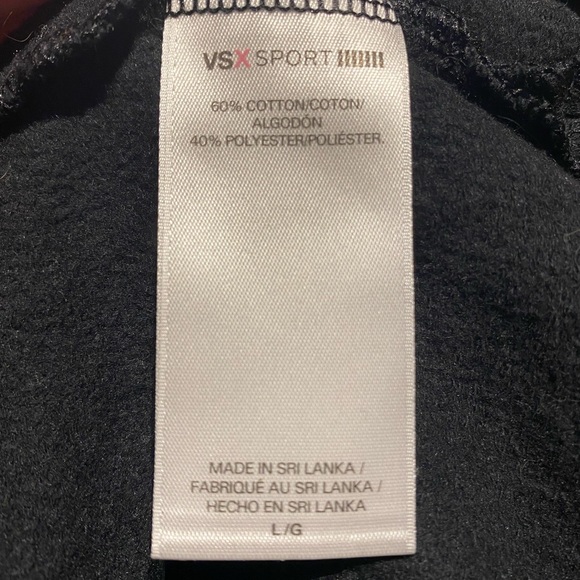 VSX SPORT
60% COTTON/COTON/
ALGODÓN
40% POLYESTER/POLIÉSTER.
MADE IN SRI LANKA /
FABRIQUÉ AU SRI LANKA /
HECHO EN SRI LANKA
L/G